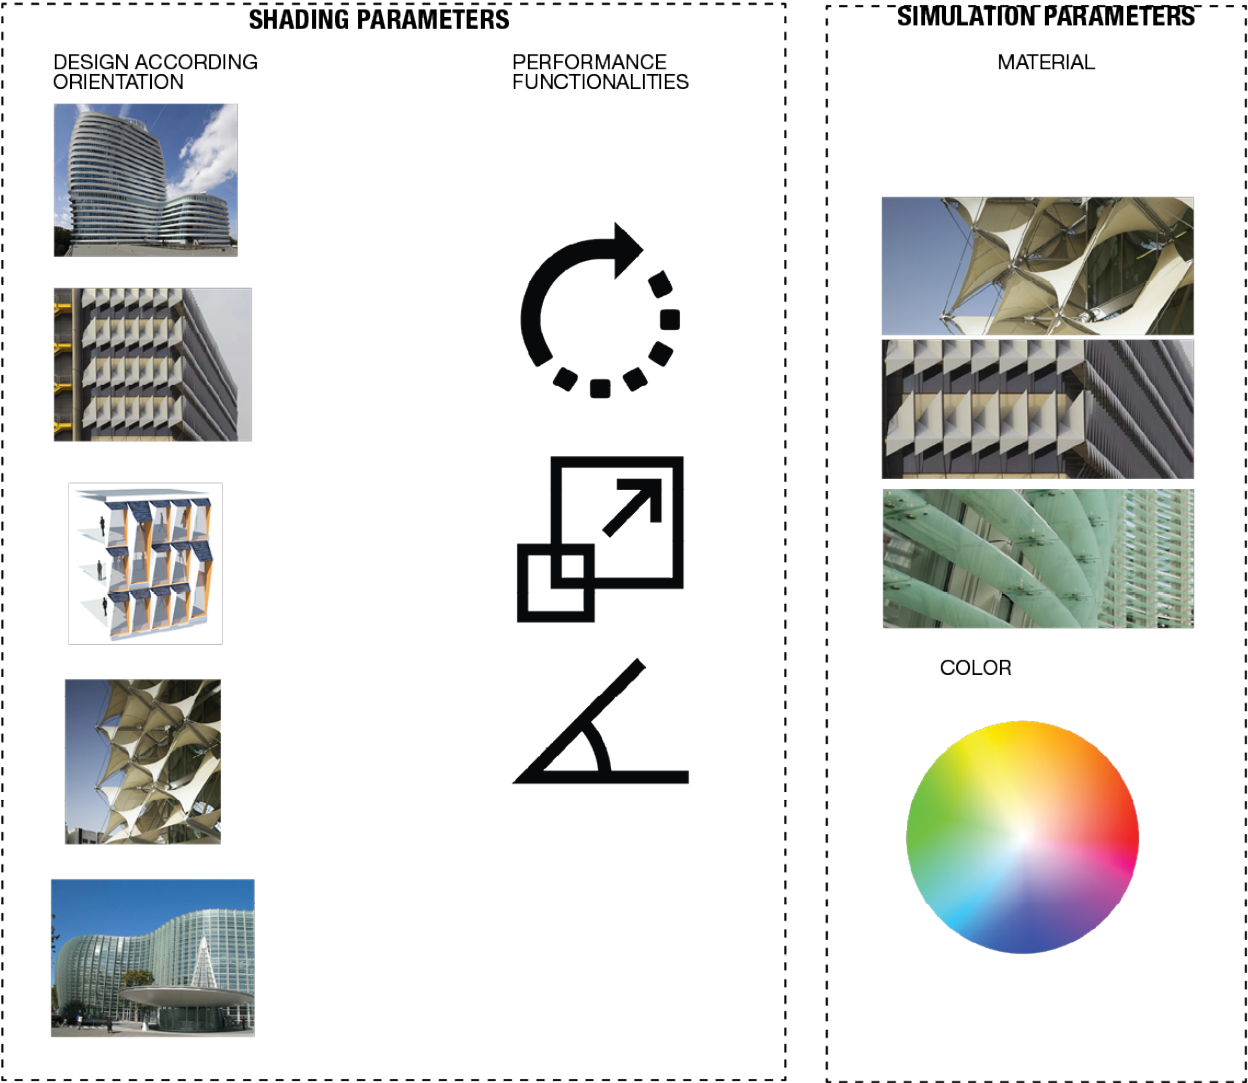 SHADING PARAMETERS
DESIGN ACCORDING
ORIENTATION
PERFORMANCE
FUNCTIONALITIES
SIMULATION PARAMETERS
MATERIAL
COLOR